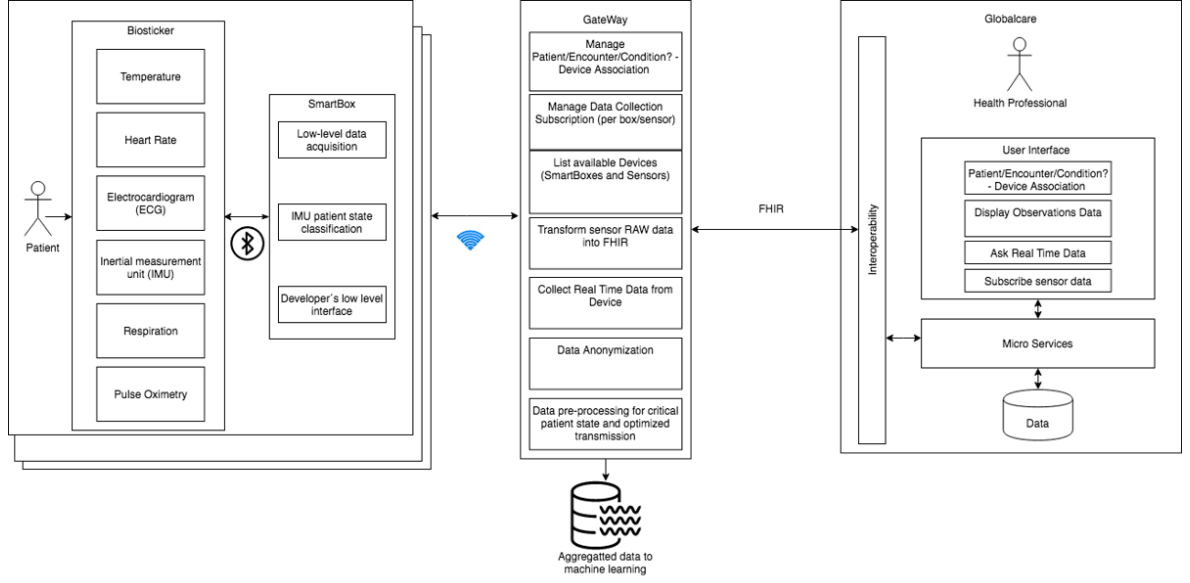 Biosticker
Temperature
Heart Rate
Electrocardiogram
(ECG)
Inertial measurement
unit (IMU)
Respiration
Pulse Oximetry
Patient
SmartBox
Low-level data
acquisition
IMU patient state
classification
Developer´s low level
interface
GateWay
Manage
Patient/Encounter/Condition? -
Device Association
Manage Data Collection
Subscription (per box/sensor)
List available Devices
(SmartBoxes and Sensors)
Transform sensor RAW data
into FHIR
Collect Real Time Data from
Device
Data Anonymization
Data pre-processing for critical
patient state and optimized
transmission
Aggregatted data to
machine learning
FHIR
Globalcare
Health Professional
Interoperability
User Interface
Patient/Encounter/Condition?
- Device Association
Display Observations Data
Ask Real Time Data
Subscribe sensor data
Micro Services
Data